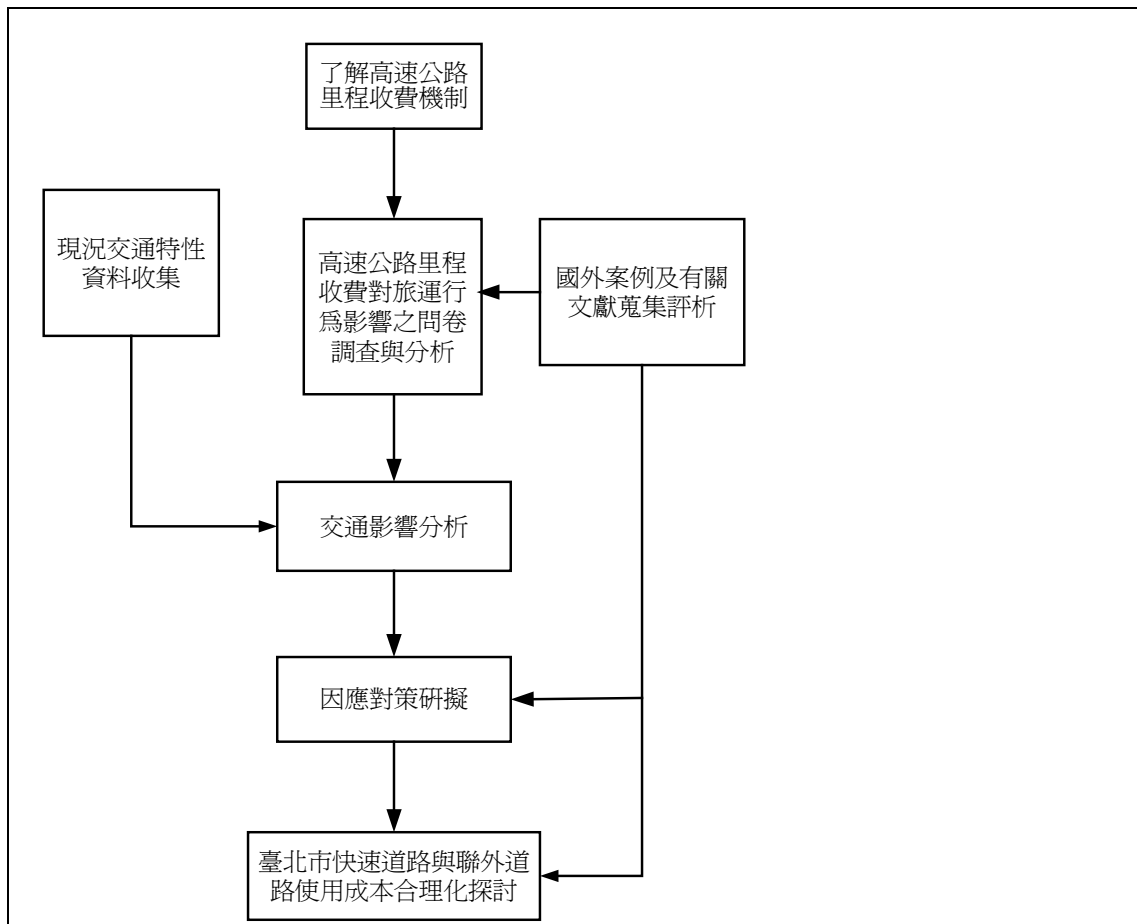 了解高速公路
里程收費機制
現況交通特性
資料收集
高速公路里程
收費對旅運行
為影響之問卷
調查與分析
國外案例及有關
文獻蒐集評析
交通影響分析
因應對策研擬
臺北市快速道路與聯外道
路使用成本合理化探討